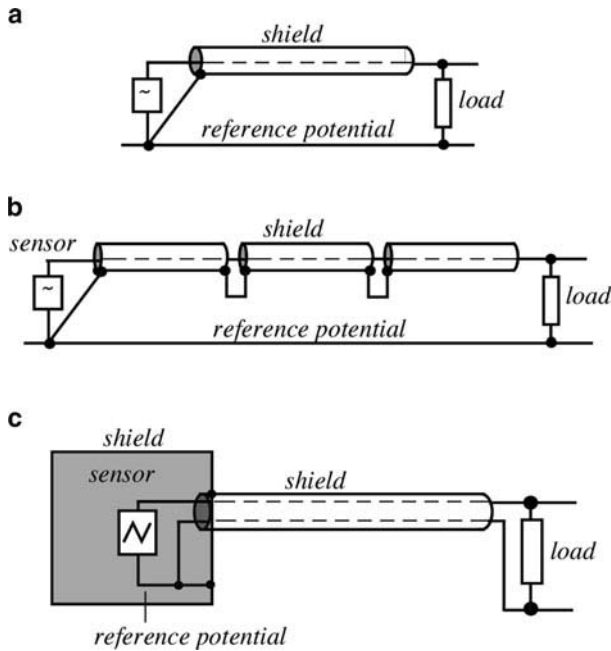 a
shield
~
load
reference potential
b
shield
sensor
~
load
reference potential
c
shield
sensor
shield
load
reference potential